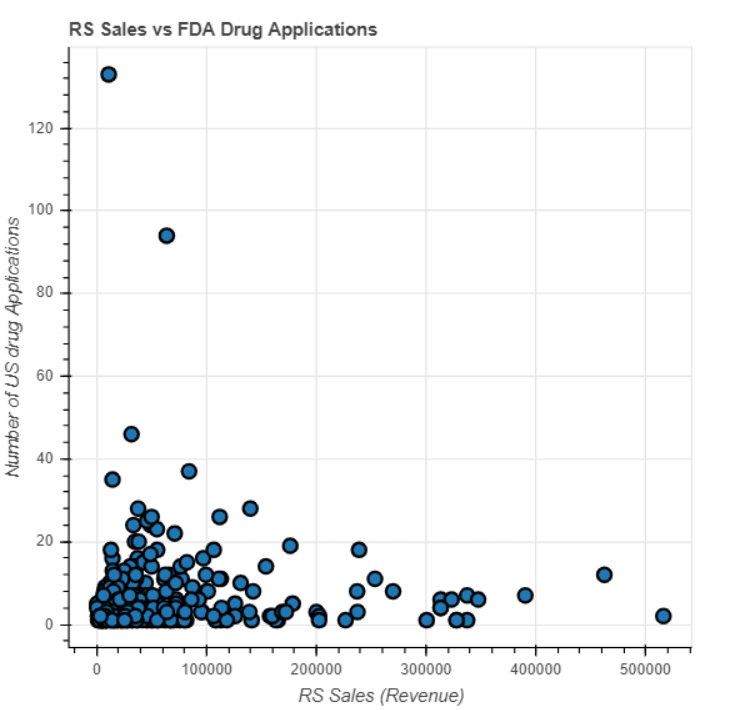 RS Sales vs FDA Drug Applications
120
100
80
60
40
20
0
Number of US drug Applications
0 100000 200000 300000 400000 500000
RS Sales (Revenue)